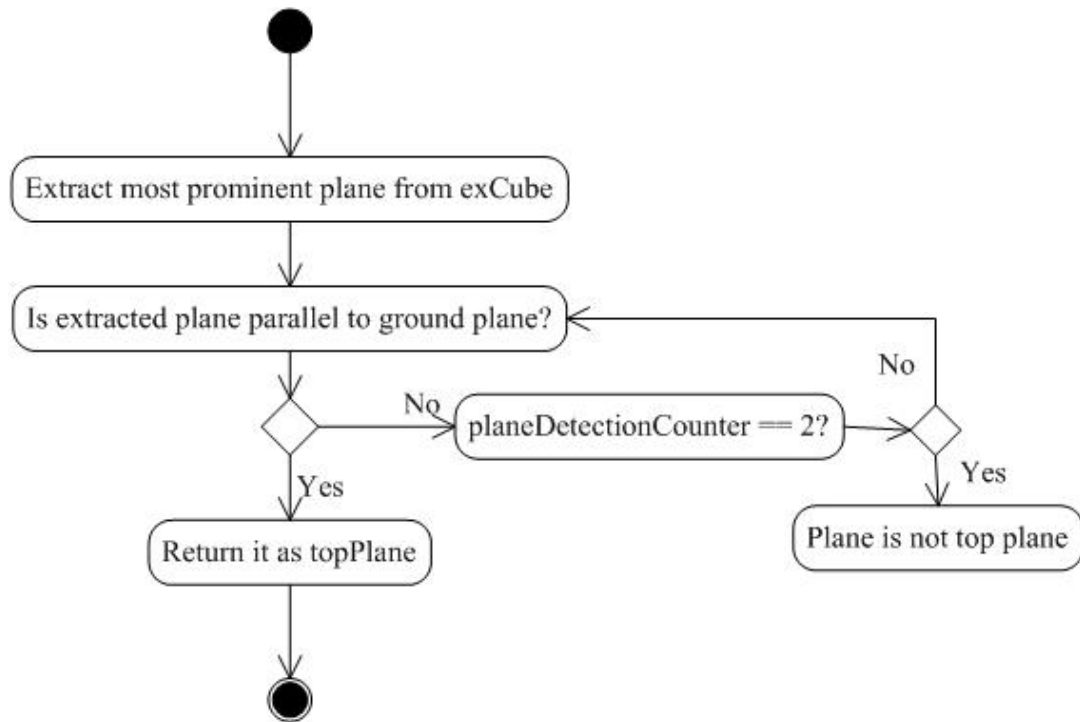 Extract most prominent plane from exCube
Is extracted plane parallel to ground plane?
No
No
planeDetectionCounter == 2?
Yes
Yes
Plane is not top plane
Return it as topPlane